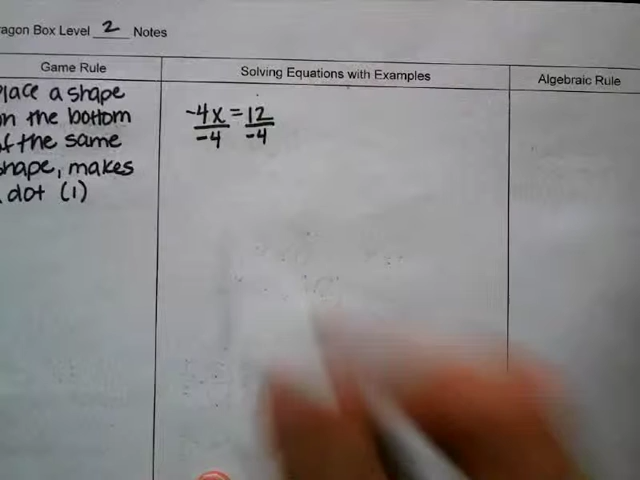 agon Box Level 2 Notes
Game Rule
Solving Equations with Examples
Algebraic Rule
lace a shape
n the bottom
f the same
hape, makes
dot (1)
-4x = 12
-4 -4